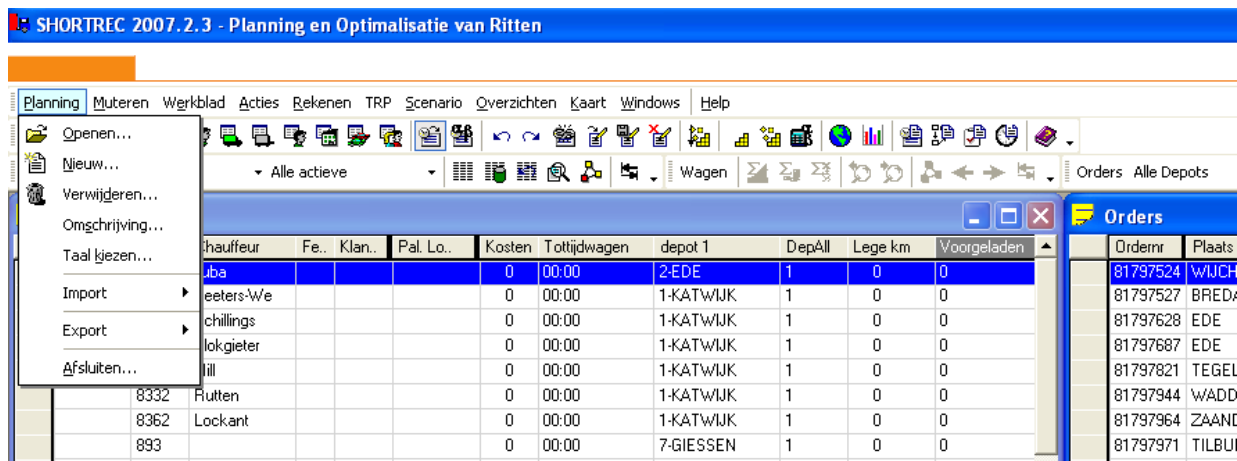 SHORTREC 2007.2.3 - Planning en Optimalisatie van Ritten
Planning Muteren Werkblad Acties Rekenen TRP Scenario Overzichten Kaart Windows Help
Openen...
Nieuw...
Verwijderen...
Omschrijving...
Taal kiezen...
Import
Export
Afsluiten...
Alle actieve Wagen Orders Alle Depots
Orders
Chauffeur Fe.. Klan.. Pal. Lo.. Kosten Tottijdwagen depot 1 DepAll Lege km Voorgeladen
0 00:00 2-EDE 1 0 0
0 00:00 1-KATWIJK 1 0 0
chillings 0 00:00 1-KATWIJK 1 0 0
lokgieter 0 00:00 1-KATWIJK 1 0 0
0 00:00 1-KATWIJK 1 0 0
8332 Rutten 0 00:00 1-KATWIJK 1 0 0
8362 Lockant 0 00:00 1-KATWIJK 1 0 0
893 0 00:00 7-GIESSEN 1 0 0
Ordernr Plaats
81797524 WIJCH
81797527 BREDA
81797628 EDE
81797687 EDE
81797821 TEGEL
81797944 WADD
81797964 ZAAND
81797971 TILBU